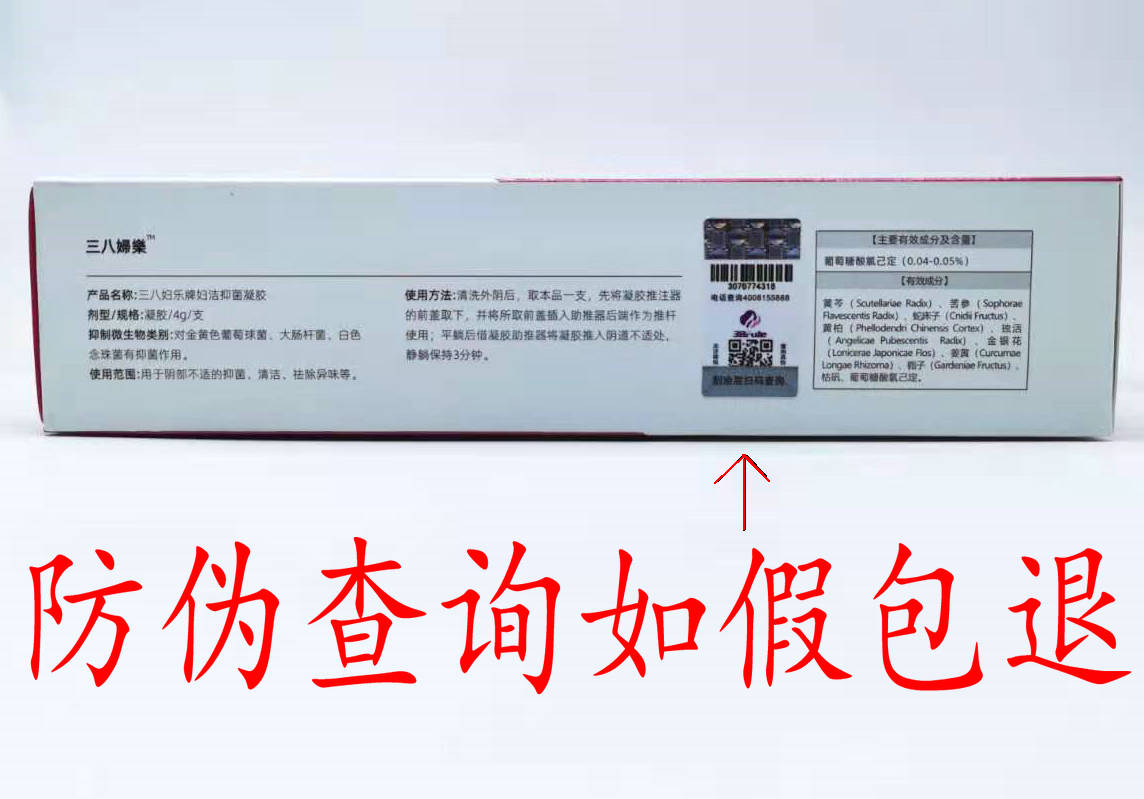 三八婦樂™
产品名称:三八妇乐牌妇洁抑菌凝胶
剂型/规格:凝胶/4g/支
抑制微生物类别:对金黄色葡萄球菌、大肠杆菌、白色
念珠菌有抑菌作用。
使用范围:用于阴部不适的抑菌、清洁、祛除异味等。
使用方法:清洗外阴后，取本品一支，先将凝胶推注器
的前盖取下，并将所取前盖插入助推器后端作为推杆
使用；平躺后借凝胶助推器将凝胶推入阴道不适处，
静躺保持3分钟。
3076774318
电话查询4008155888
38rule
刮涂层扫码查询
【主要有效成分及含量】
葡萄糖酸氯己定（0.04-0.05%）
【有效成分】
黄芩（Scutellariae Radix）、苦参（Sophorae
Flavescentis Radix）、蛇床子（Cnidii Fructus）、
黄柏（Phellodendri Chinensis Cortex）、独活
（Angelicae Pubescentis Radix）、金银花
（Lonicerae Japonicae Flos）、姜黄（Curcumae
Longae Rhizoma）、栀子（Gardeniae Fructus）、
枯矾、葡萄糖酸氯己定。
防伪查询如假包退